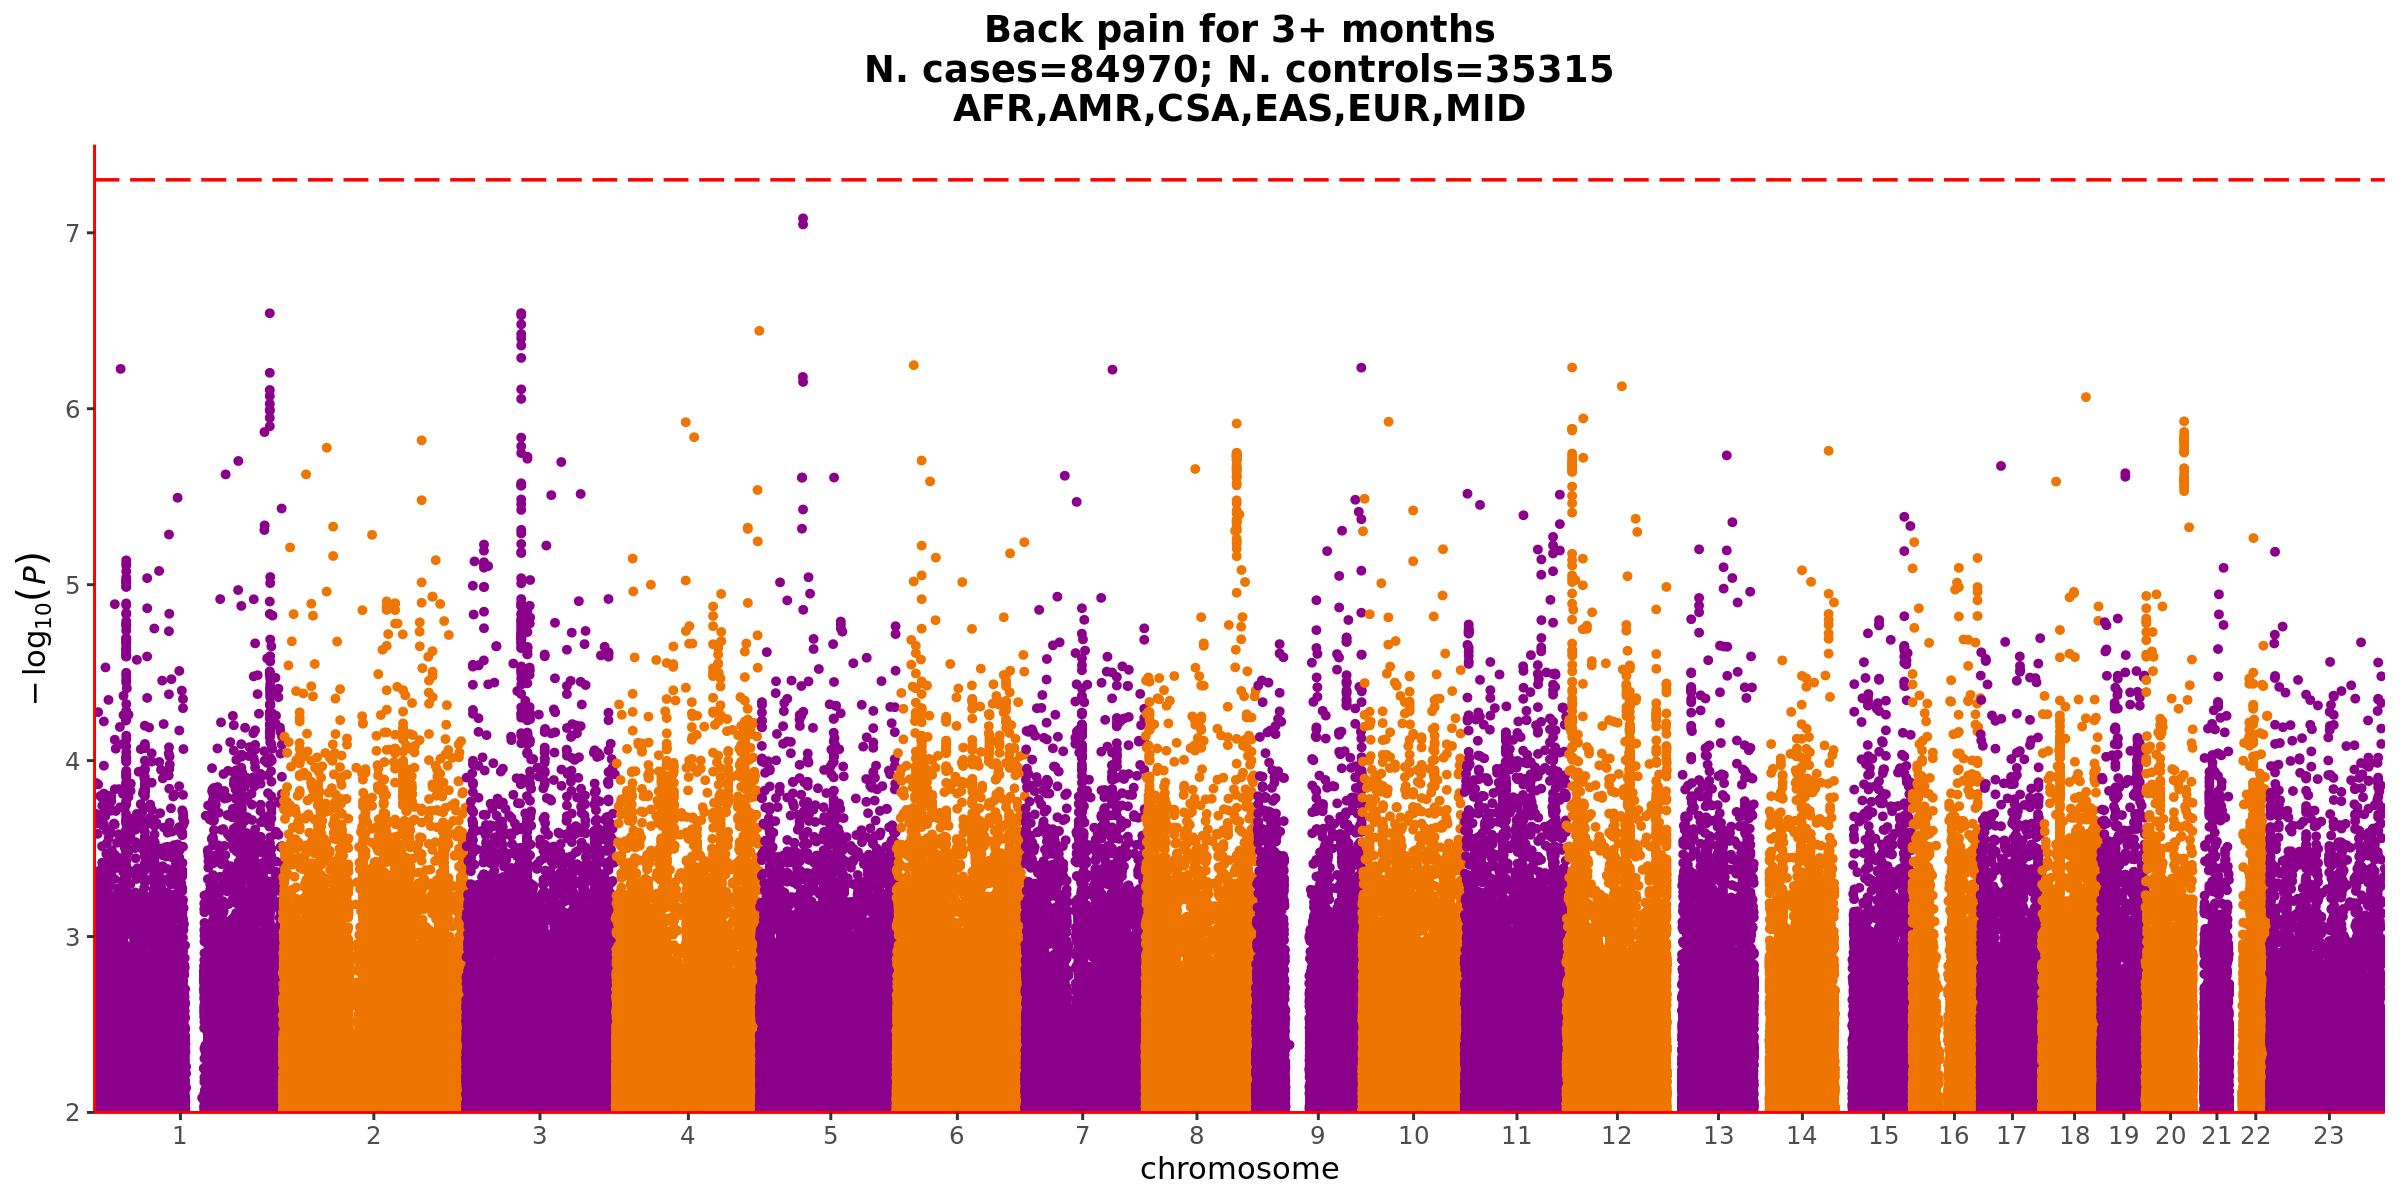 Back pain for 3+ months
N. cases=84970; N. controls=35315
AFR,AMR,CSA,EAS,EUR,MID
−log10(P)
7
6
5
4
3
2
1 2 3 4 5 6 7 8 9 10 11 12 13 14 15 16 17 18 19 20 21 22 23
chromosome